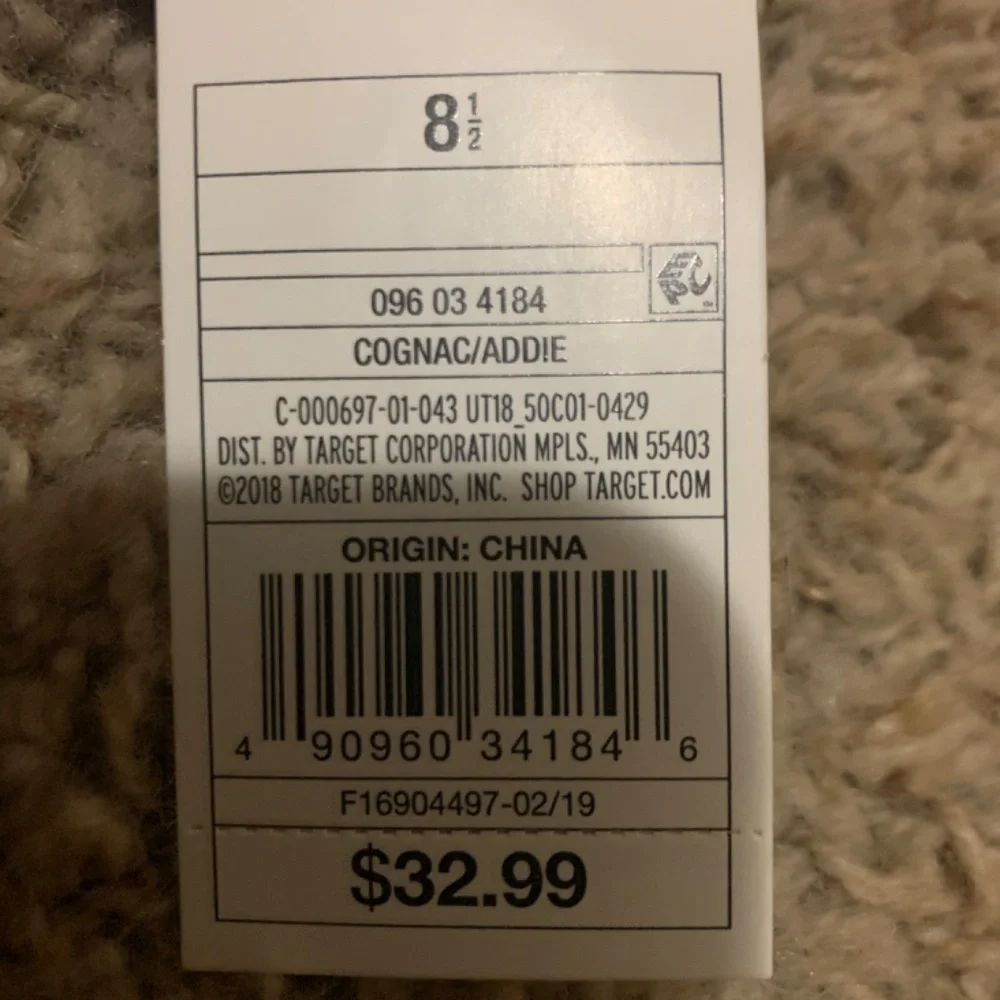 8 1/2
096 03 4184
COGNAC/ADDIE
C-000697-01-043 UT18_50C01-0429
DIST. BY TARGET CORPORATION MPLS., MN 55403
©2018 TARGET BRANDS, INC. SHOP TARGET.COM
ORIGIN: CHINA
4 90960 34184 6
F16904497-02/19
$32.99